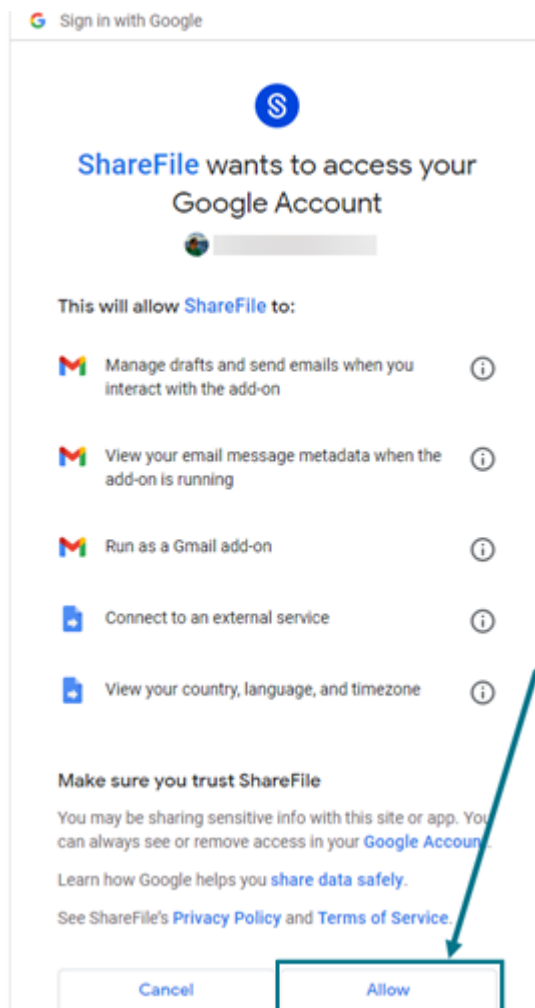 Sign in with Google
ShareFile wants to access your
Google Account
This will allow ShareFile to:
Manage drafts and send emails when you
interact with the add-on
View your email message metadata when the
add-on is running
Run as a Gmail add-on
Connect to an external service
View your country, language, and timezone
Make sure you trust ShareFile
You may be sharing sensitive info with this site or app. You
can always see or remove access in your Google Account.
Learn how Google helps you share data safely.
See ShareFile's Privacy Policy and Terms of Service.
Cancel
Allow